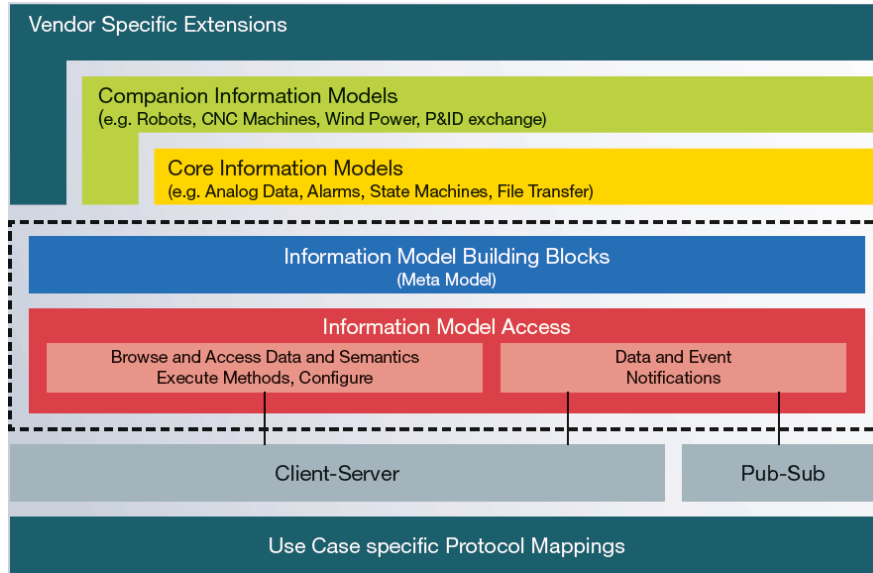 Vendor Specific Extensions
Companion Information Models
(e.g. Robots, CNC Machines, Wind Power, P&ID exchange)
Core Information Models
(e.g. Analog Data, Alarms, State Machines, File Transfer)
Information Model Building Blocks
(Meta Model)
Information Model Access
Browse and Access Data and Semantics
Execute Methods, Configure
Data and Event
Notifications
Client-Server
Pub-Sub
Use Case specific Protocol Mappings